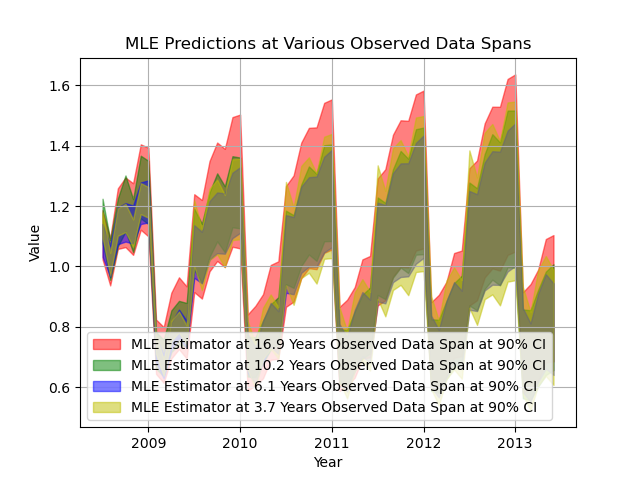 MLE Predictions at Various Observed Data Spans
1.6
1.4
1.2
1.0
0.8
0.6
Value
MLE Estimator at 16.9 Years Observed Data Span at 90% CI
MLE Estimator at 10.2 Years Observed Data Span at 90% CI
MLE Estimator at 6.1 Years Observed Data Span at 90% CI
MLE Estimator at 3.7 Years Observed Data Span at 90% CI
2009 2010 2011 2012 2013
Year